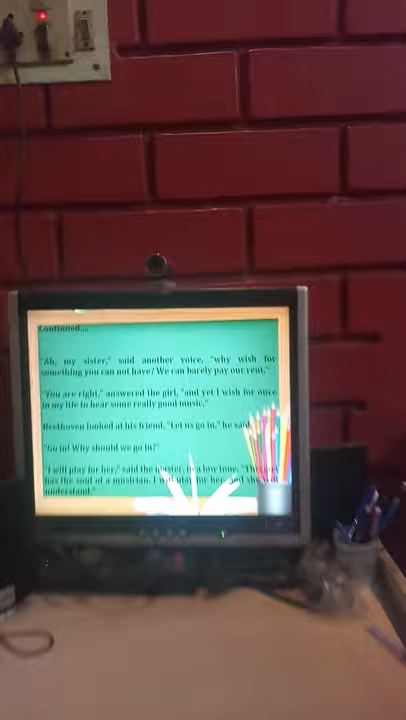 Continued....
"Ah, my sister," said another voice, "why wish for
something you can not have? We can barely pay our rent."
"You are right," answered the girl, "and yet I wish for once
in my life to hear some really good music."
Beethoven looked at his friend, "Let us go in," he said
"Go in! Why should we go in?"
"I will play for her," said the master, in a low tone, "
has the soul of a musician. I will play for her and she
understand."